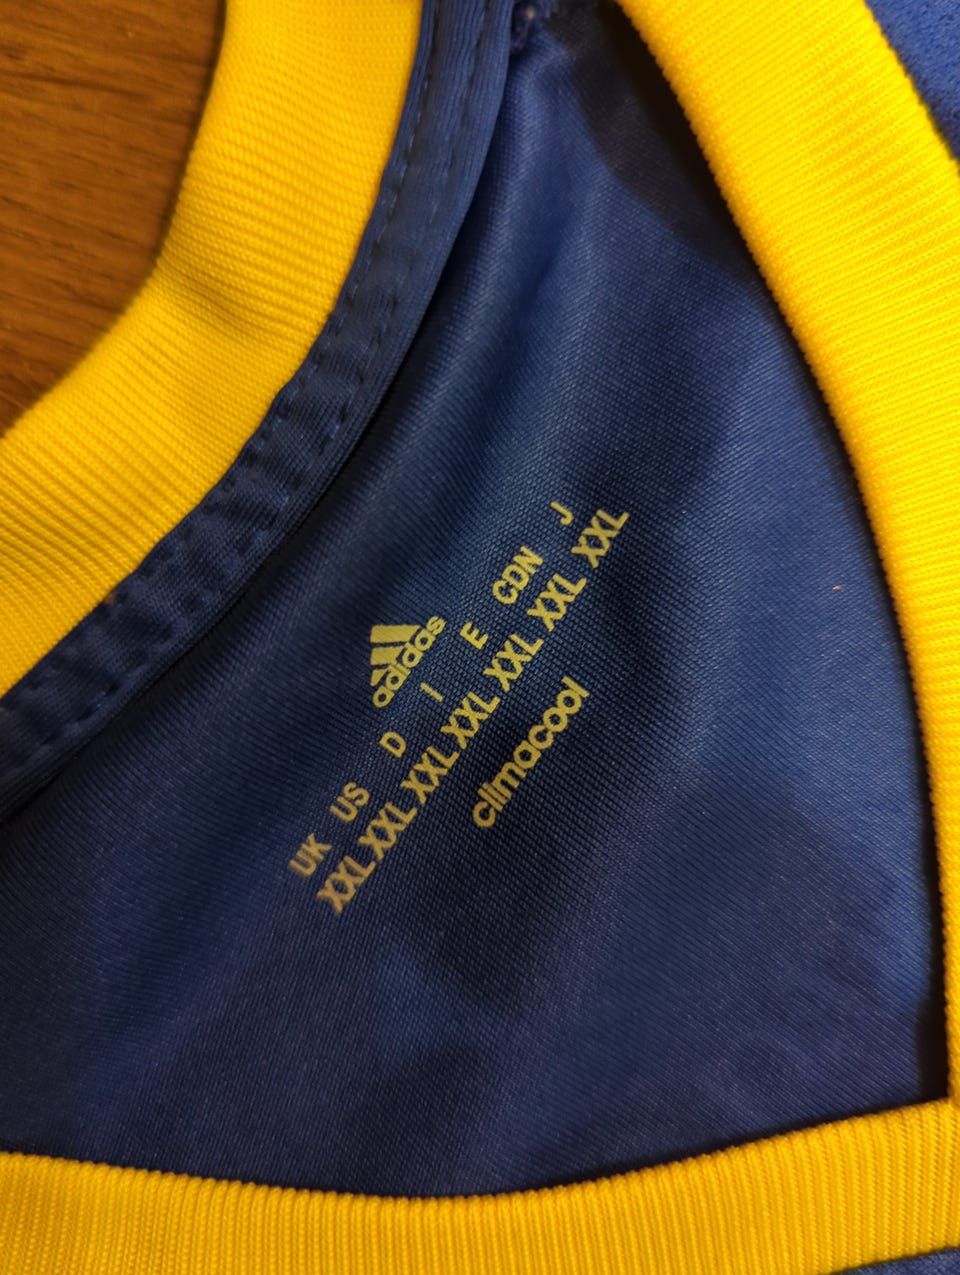 adidas
UK US D I E CDN J
XXL XXL XXL XXL XXL XXL XXL
climacool